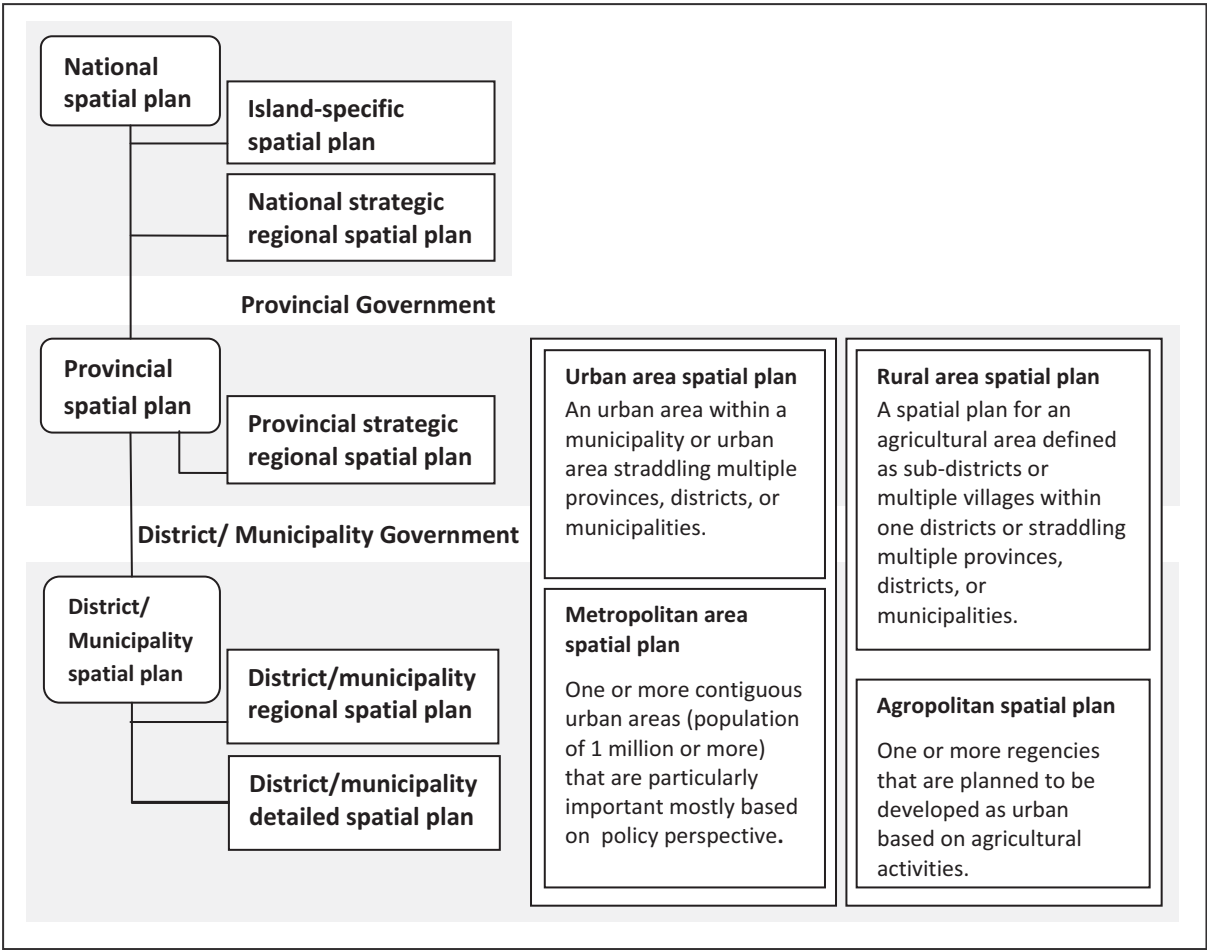 National
spatial plan
Island-specific
spatial plan
National strategic
regional spatial plan
Provincial Government
Provincial
spatial plan
Provincial strategic
regional spatial plan
District/ Municipality Government
District/
Municipality
spatial plan
District/municipality
regional spatial plan
District/municipality
detailed spatial plan
Urban area spatial plan
An urban area within a
municipality or urban
area straddling multiple
provinces, districts, or
municipalities.
Metropolitan area
spatial plan
One or more contiguous
urban areas (population
of 1 million or more)
that are particularly
important mostly based
on policy perspective.
Rural area spatial plan
A spatial plan for an
agricultural area defined
as sub-districts or
multiple villages within
one districts or straddling
multiple provinces,
districts, or
municipalities.
Agropolitan spatial plan
One or more regencies
that are planned to be
developed as urban
based on agricultural
activities.